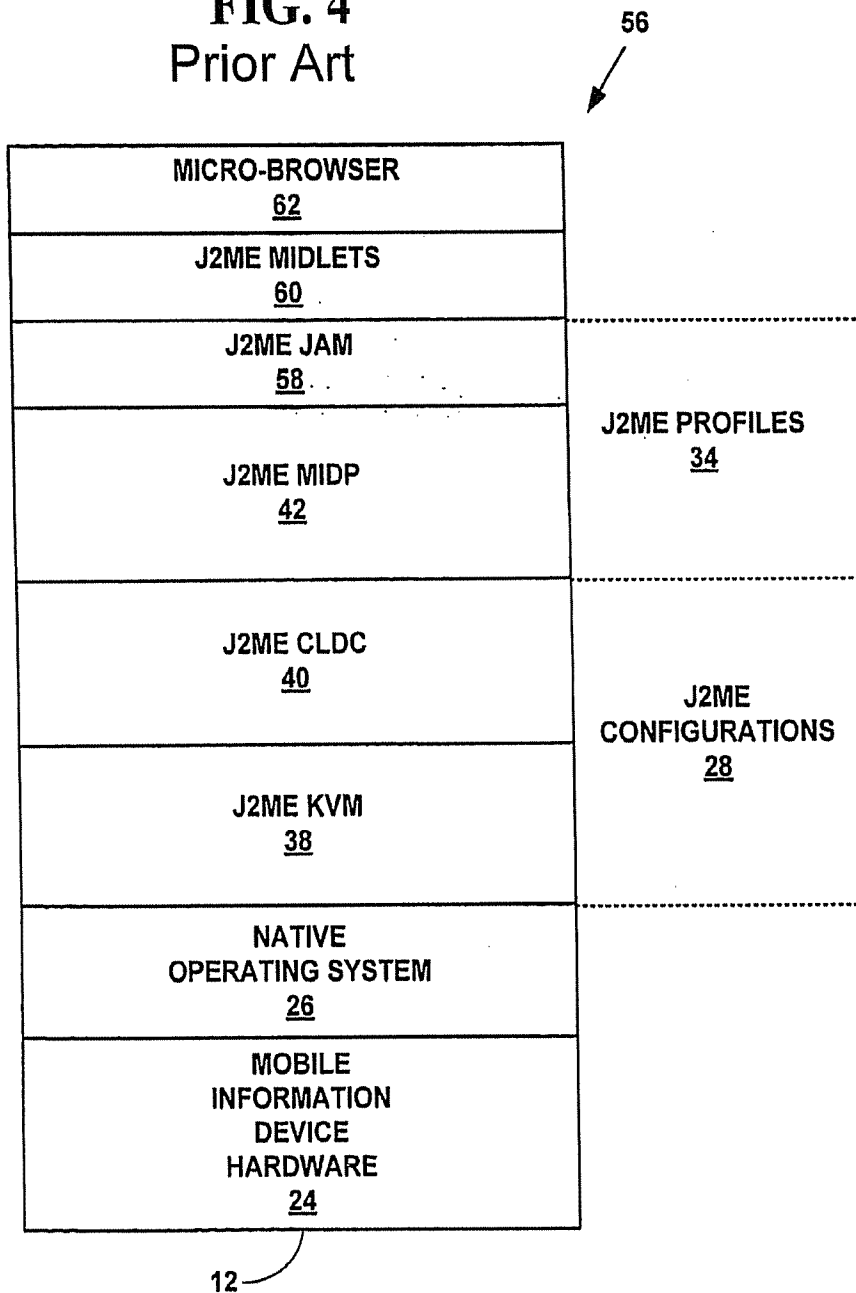 FIG. 4
Prior Art
56
MICRO-BROWSER
62
J2ME MIDLETS
60
J2ME JAM
58
J2ME MIDP
42
J2ME PROFILES
34
J2ME CLDC
40
J2ME KVM
38
J2ME
CONFIGURATIONS
28
NATIVE
OPERATING SYSTEM
26
MOBILE
INFORMATION
DEVICE
HARDWARE
24
12